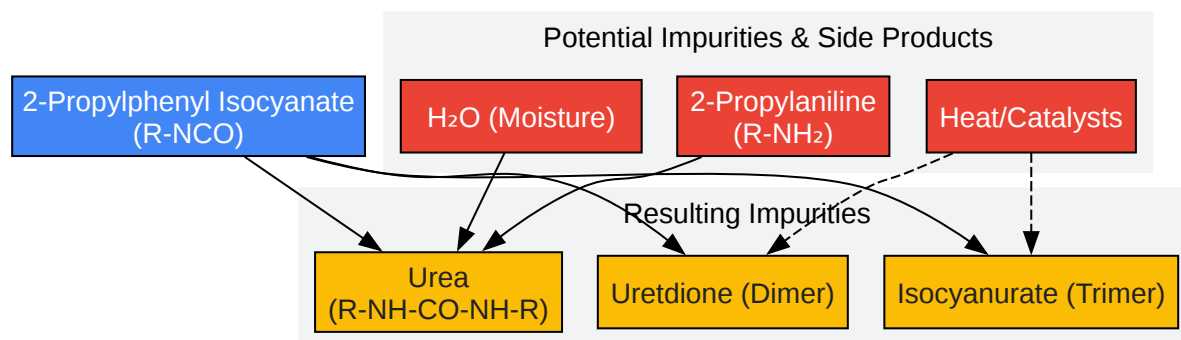 Potential Impurities & Side Products
2-Propylphenyl Isocyanate
(R-NCO)
H₂O (Moisture)
2-Propylaniline
(R-NH₂)
Heat/Catalysts
Resulting Impurities
Urea
(R-NH-CO-NH-R)
Uretdione (Dimer)
Isocyanurate (Trimer)